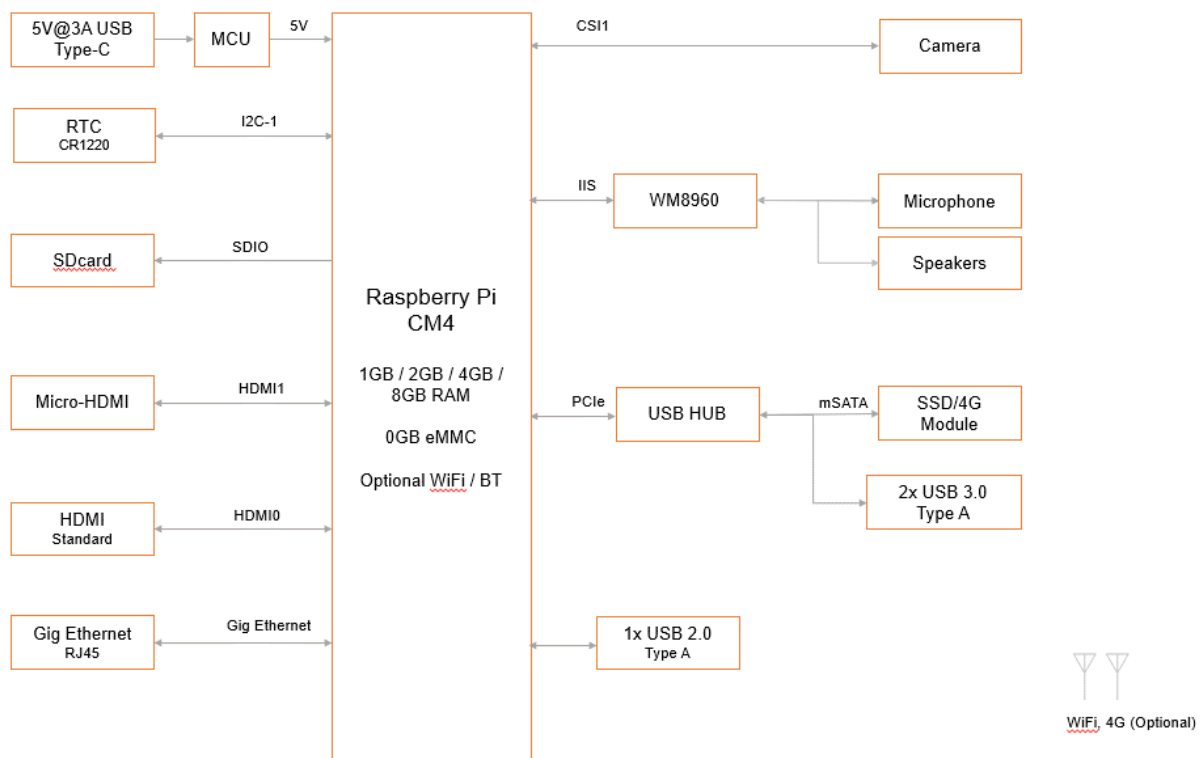 5V@3A USB
Type-C
MCU
5V
RTC
CR1220
I2C-1
SDcard
SDIO
Micro-HDMI
HDMI1
HDMI
Standard
HDMI0
Gig Ethernet
RJ45
Gig Ethernet
Raspberry Pi
CM4
1GB / 2GB / 4GB /
8GB RAM
0GB eMMC
Optional WiFi / BT
CSI1
Camera
IIS
WM8960
Microphone
Speakers
PCIe
USB HUB
mSATA
SSD/4G
Module
2x USB 3.0
Type A
1x USB 2.0
Type A
WiFi, 4G (Optional)